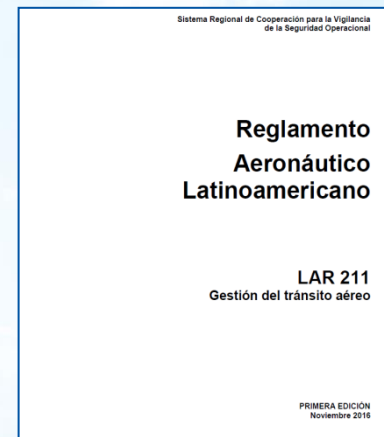 Sistema Regional de Cooperación para la Vigilancia
de la Seguridad Operacional
Reglamento
Aeronáutico
Latinoamericano
LAR 211
Gestión del tránsito aéreo
PRIMERA EDICIÓN
Noviembre 2016